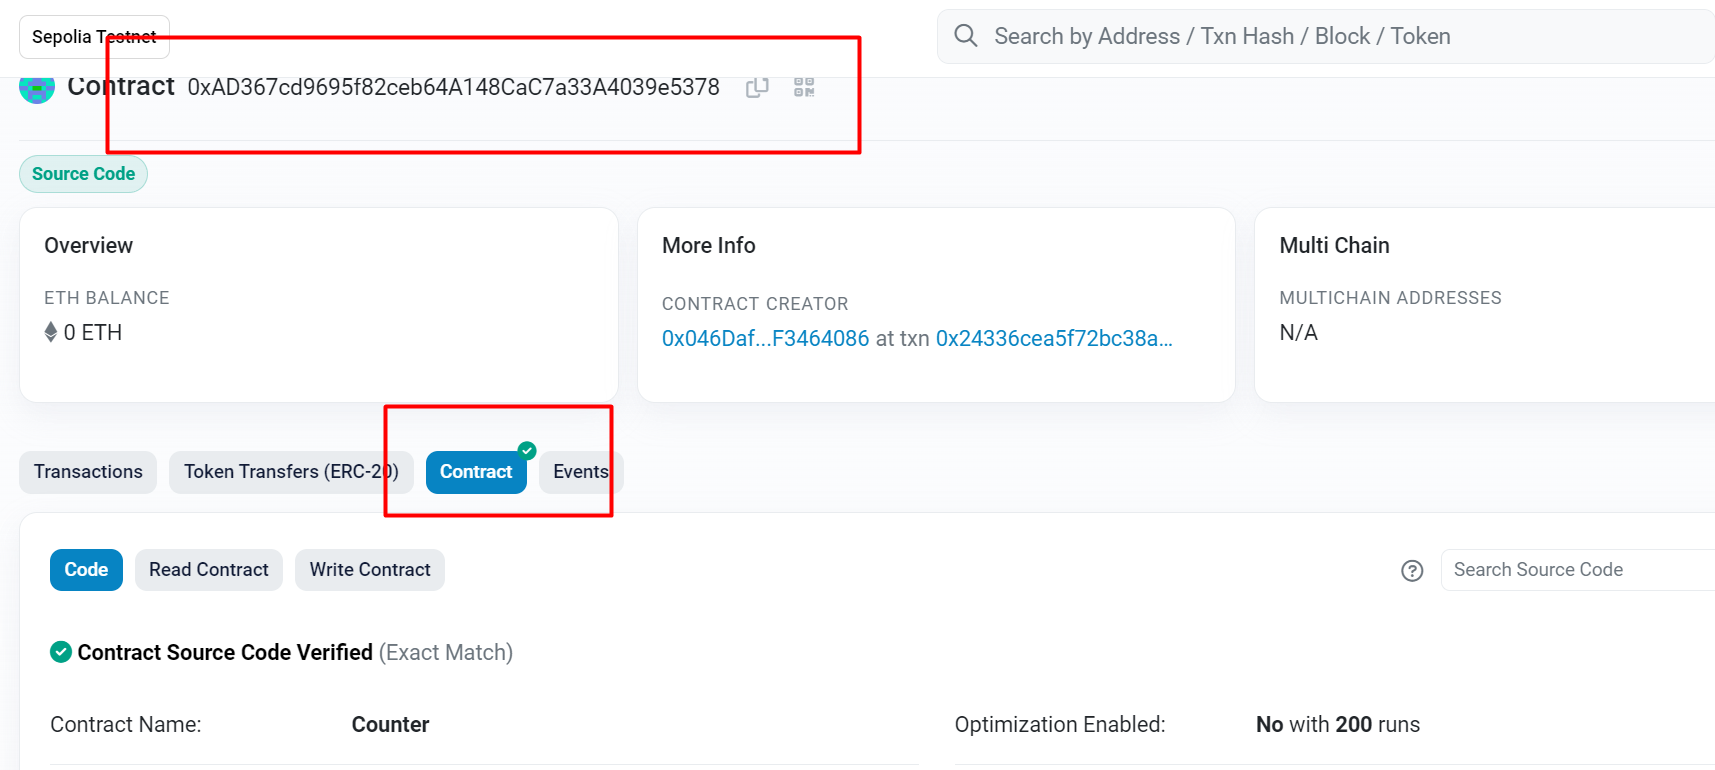 Sepolia Testnet
Search by Address / Txn Hash / Block / Token
Contract 0xAD367cd9695f82ceb64A148CaC7a33A4039e5378
Source Code
Overview
ETH BALANCE
0 ETH
More Info
CONTRACT CREATOR
0x046Daf...F3464086 at txn 0x24336cea5f72bc38a...
Multi Chain
MULTICHAIN ADDRESSES
N/A
Transactions Token Transfers (ERC-20) Contract Events
Code Read Contract Write Contract
Search Source Code
Contract Source Code Verified (Exact Match)
Contract Name: Counter
Optimization Enabled: No with 200 runs